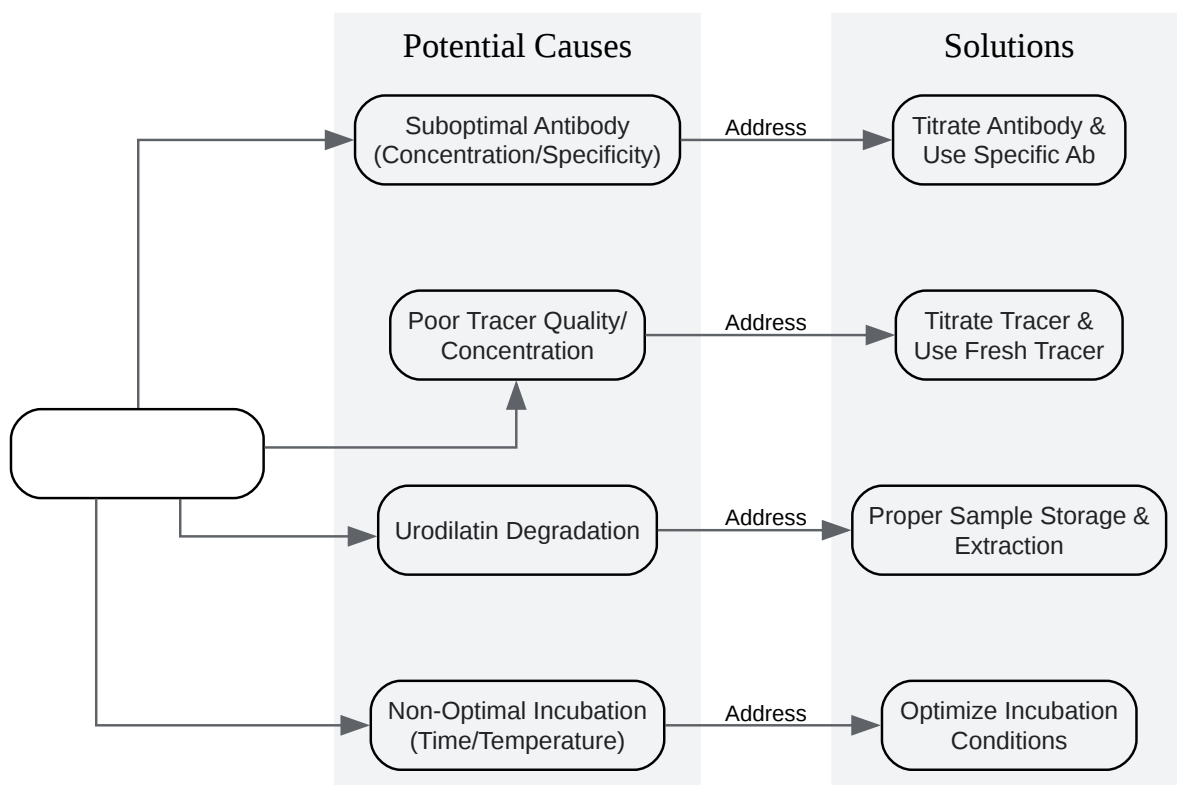 Potential Causes
Solutions
Suboptimal Antibody
(Concentration/Specificity)
Address
Titrate Antibody &
Use Specific Ab
Poor Tracer Quality/
Concentration
Address
Titrate Tracer &
Use Fresh Tracer
Urodilatin Degradation
Address
Proper Sample Storage &
Extraction
Non-Optimal Incubation
(Time/Temperature)
Address
Optimize Incubation
Conditions